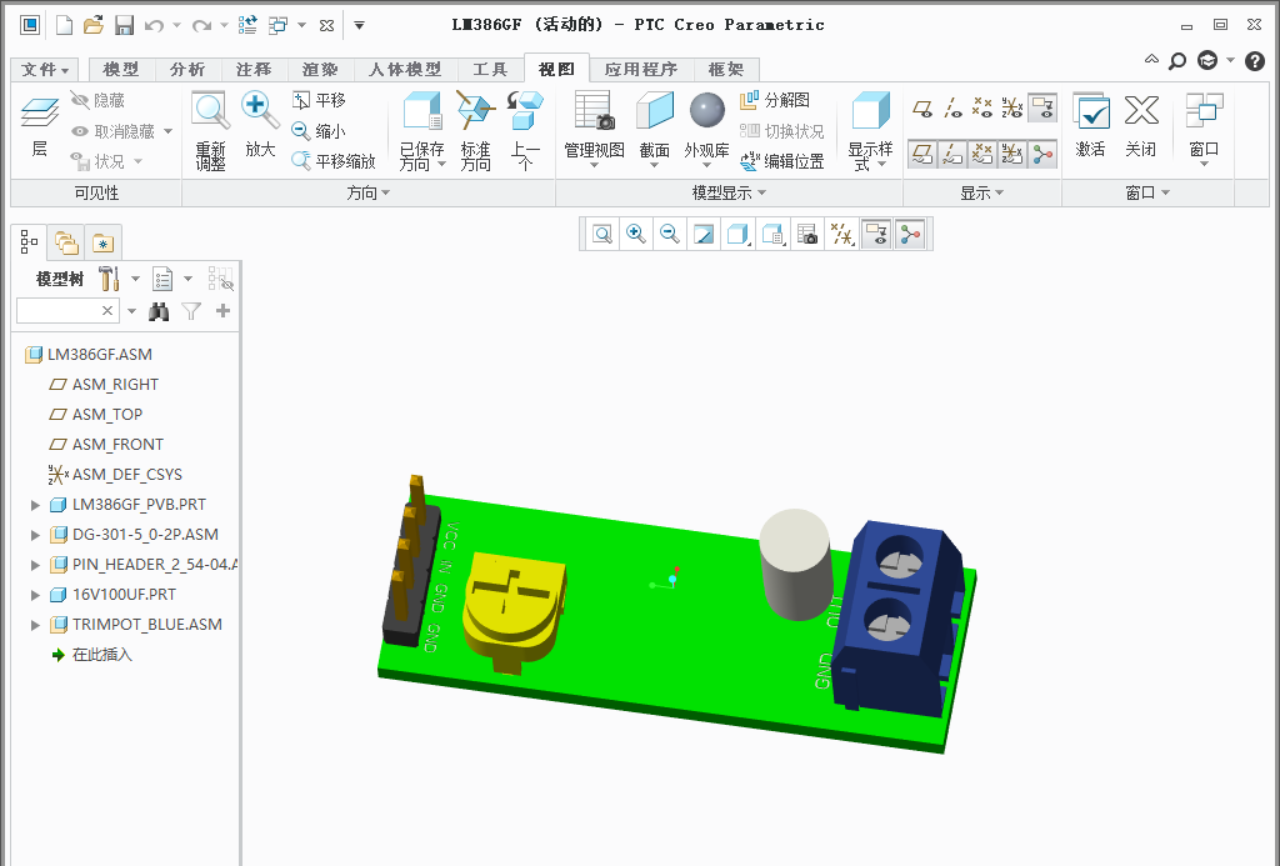 LM386GF (活动的) - PTC Creo Parametric
文件 模型 分析 注释 渲染 人体模型 工具 视图 应用程序 框架
层
隐藏
取消隐藏
状况
重新调整
放大
平移
缩小
平移缩放
已保存方向
标准方向
上一个
管理视图
截面
外观库
分解图
切换状况
编辑位置
显示样式
激活
关闭
窗口
可见性 方向 模型显示 显示 窗口
模型树
LM386GF.ASM
ASM_RIGHT
ASM_TOP
ASM_FRONT
ASM_DEF_CSYS
LM386GF_PVB.PRT
DG-301-5_0-2P.ASM
PIN_HEADER_2_54-04.A
16V100UF.PRT
TRIMPOT_BLUE.ASM
在此插入
VCC IN GND GND
OUT
GND